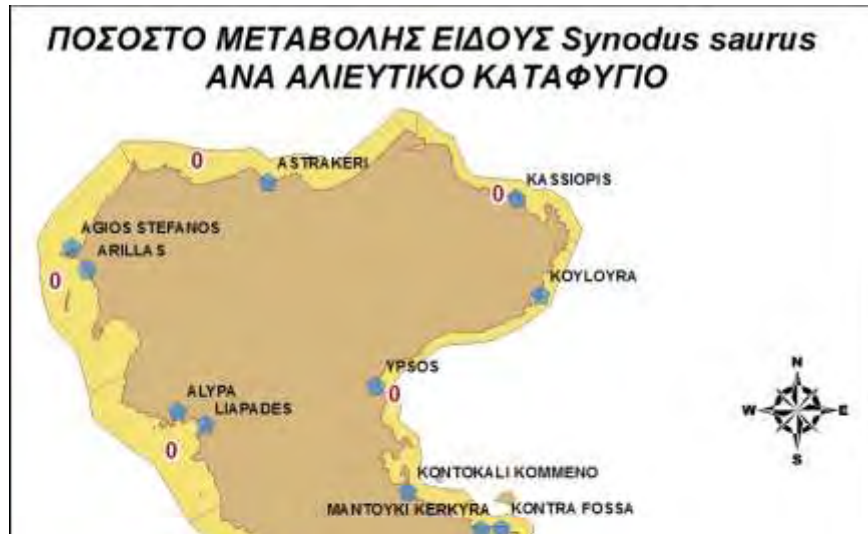 ΠΟΣΟΣΤΟ ΜΕΤΑΒΟΛΗΣ ΕΙΔΟΥΣ Synodus saurus
ΑΝΑ ΑΛΙΕΥΤΙΚΟ ΚΑΤΑΦΥΓΙΟ
0
ASTRAKERI
KASSIOPIS
0
AGIOS STEFANOS
ARILLAS
0
KOYLOYRA
YPSOS
0
ALYPA
LIAPADES
0
N
W E
S
KONTOKALI KOMMENO
MANTOYKI KERKYRA KONTRA FOSSA